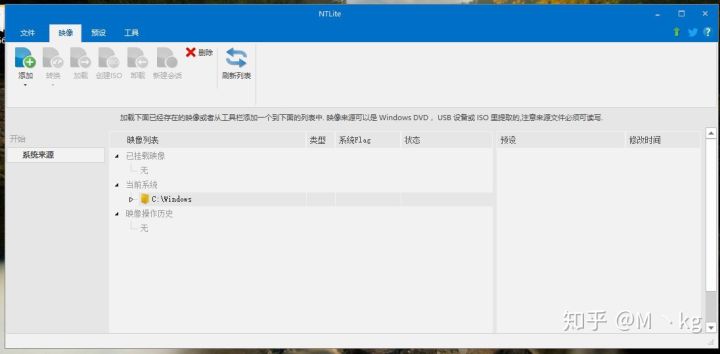 NTLite
文件 映像 预设 工具
添加 转换 加载 创建ISO 卸载 新建会话 删除 刷新列表
加载下面已经存在的映像或者从工具栏添加一个到下面的列表中. 映像来源可以是 Windows DVD, USB 设备或 ISO 里提取的,注意来源文件必须可读写.
开始
系统来源
映像列表 类型 系统Flag 状态 预设 修改时间
已挂载映像
无
当前系统
C:\Windows
映像操作历史
无
知乎 @M丶kg